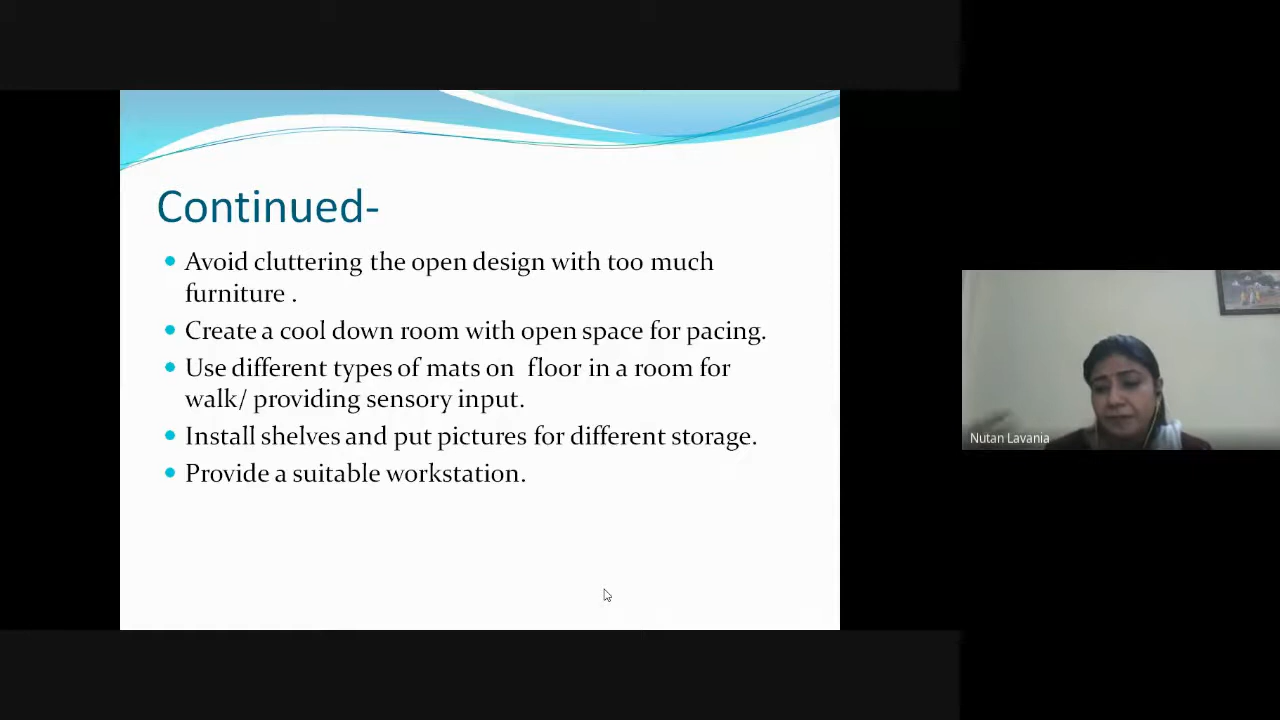 Continued-
Avoid cluttering the open design with too much
furniture .
Create a cool down room with open space for pacing.
Use different types of mats on  floor in a room for
walk/ providing sensory input.
Install shelves and put pictures for different storage.
Provide a suitable workstation.
Nutan Lavania